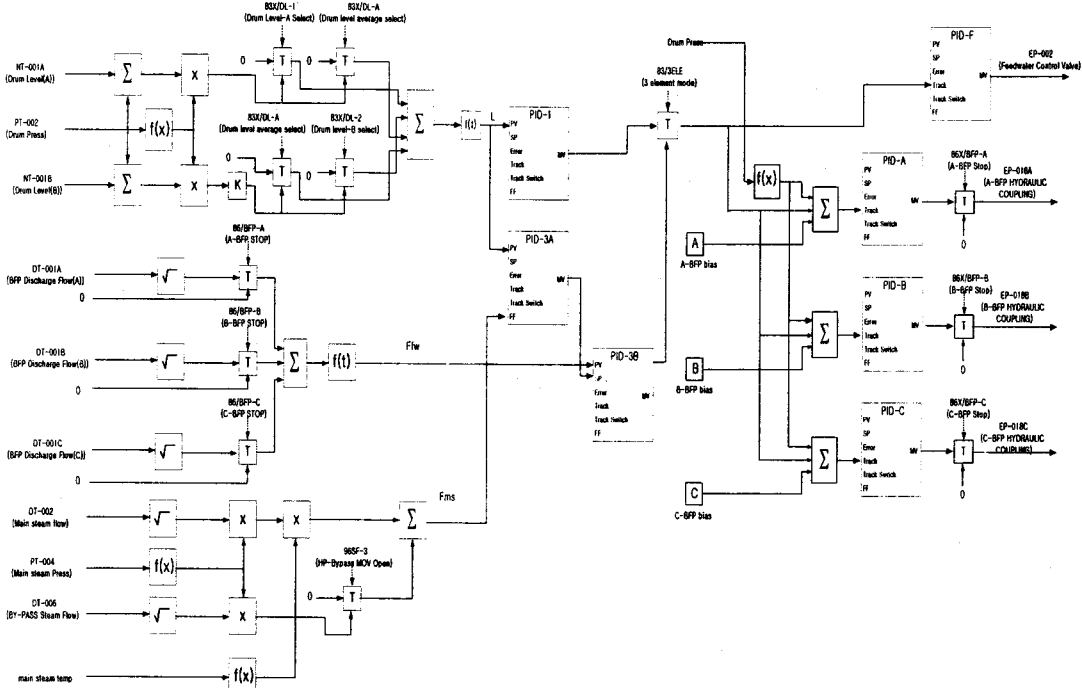 83X/DL-1
(Drum Level-A Select)
83X/DL-A
(Drum level average select)
NT-001A
(Drum Level(A))
PT-002
(Drum Press)
NT-001B
(Drum Level(B))
Σ
X
0
T
0
T
f(x)
83X/DL-A
(Drum level average select)
83X/DL-2
(Drum level-B select)
Σ
X
K
0
T
0
T
Σ
f(t)
L
PID-1
PV
SP
Error
Track
Track Switch
FF
MV
83/3ELE
(3 element mode)
T
Drum Press
f(x)
PID-F
PV
SP
Error
Track
Track Switch
FF
MV
EP-002
(Feedwater Control Valve)
86/BFP-A
(A-BFP STOP)
DT-001A
(BFP Discharge Flow(A))
0
√
T
86/BFP-B
(B-BFP STOP)
DT-001B
(BFP Discharge Flow(B))
0
√
T
86/BFP-C
(C-BFP STOP)
DT-001C
(BFP Discharge Flow(C))
0
√
T
Σ
f(t)
Ffw
PID-3A
PV
SP
Error
Track
Track Switch
FF
MV
PID-3B
PV
SP
Error
Track
Track Switch
FF
MV
A
A-BFP bias
Σ
PID-A
PV
SP
Error
Track
Track Switch
FF
MV
86X/BFP-A
(A-BFP Stop)
T
0
EP-018A
(A-BFP HYDRAULIC
COUPLING)
B
B-BFP bias
Σ
PID-B
PV
SP
Error
Track
Track Switch
FF
MV
86X/BFP-B
(B-BFP Stop)
T
0
EP-018B
(B-BFP HYDRAULIC
COUPLING)
C
C-BFP bias
Σ
PID-C
PV
SP
Error
Track
Track Switch
FF
MV
86X/BFP-C
(C-BFP Stop)
T
0
EP-018C
(C-BFP HYDRAULIC
COUPLING)
DT-002
(Main steam flow)
√
X
X
Σ
Fms
PT-004
(Main steam Press)
f(x)
96SF-3
(HP-Bypass MOV Open)
0
T
DT-006
(BY-PASS Steam Flow)
√
X
main steam temp
f(x)